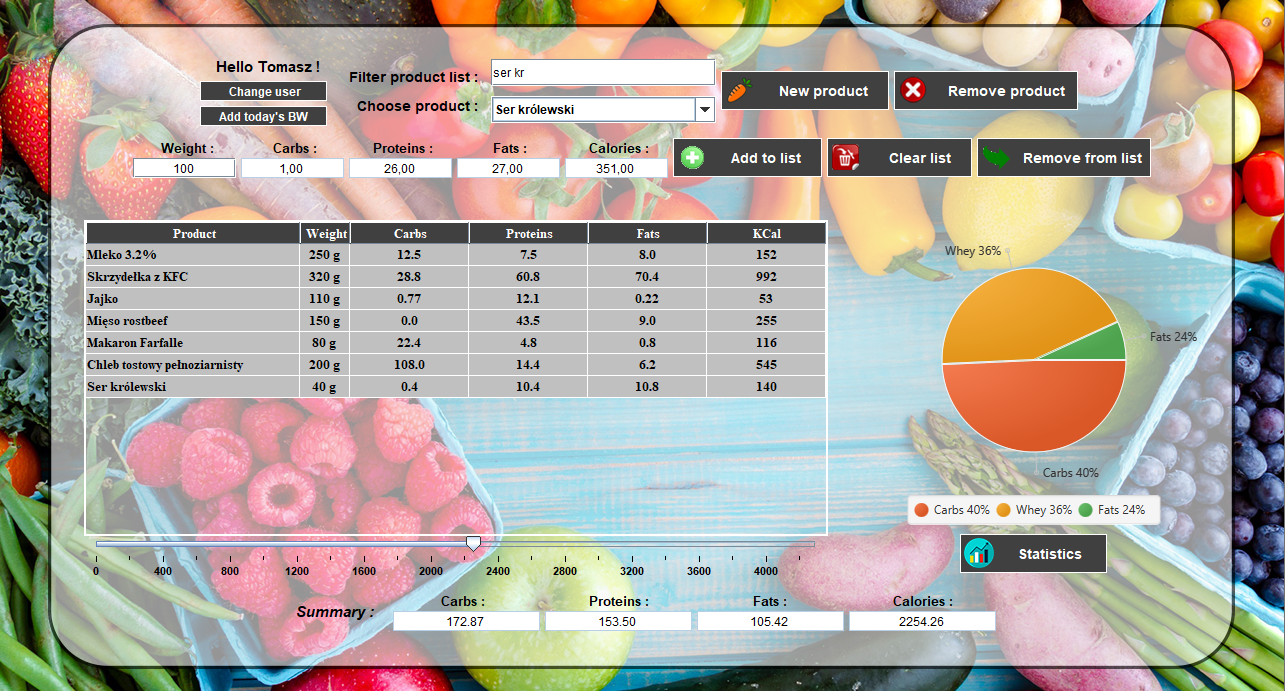 Hello Tomasz !
Change user
Add today's BW
Filter product list :
ser kr
Choose product :
Ser królewski
New product
Remove product
Weight :
Carbs :
Proteins :
Fats :
Calories :
100
1,00
26,00
27,00
351,00
Add to list
Clear list
Remove from list
Product Weight Carbs Proteins Fats KCal
Mleko 3.2% 250 g 12.5 7.5 8.0 152
Skrzydełka z KFC 320 g 28.8 60.8 70.4 992
Jajko 110 g 0.77 12.1 0.22 53
Mięso rostbeef 150 g 0.0 43.5 9.0 255
Makaron Farfalle 80 g 22.4 4.8 0.8 116
Chleb tostowy pełnoziarnisty 200 g 108.0 14.4 6.2 545
Ser królewski 40 g 0.4 10.4 10.8 140
Whey 36%
Fats 24%
Carbs 40%
Carbs 40% Whey 36% Fats 24%
Statistics
0 400 800 1200 1600 2000 2400 2800 3200 3600 4000
Summary :
Carbs :
Proteins :
Fats :
Calories :
172.87
153.50
105.42
2254.26